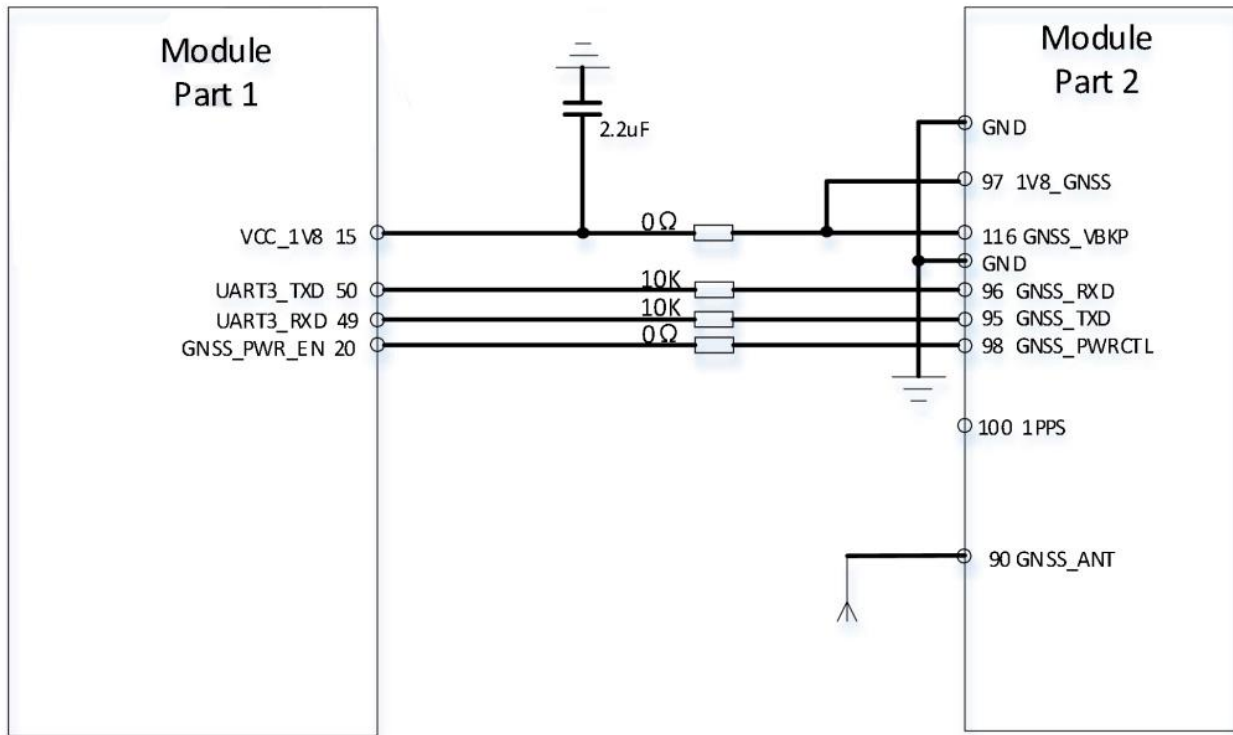 Module
Part 1
Module
Part 2
2.2uF
GND
97 1V8_GNSS
VCC_1V8 15
0Ω
116 GNSS_VBKP
GND
UART3_TXD 50
10K
96 GNSS_RXD
UART3_RXD 49
10K
95 GNSS_TXD
GNSS_PWR_EN 20
0Ω
98 GNSS_PWRCTL
100 1PPS
90 GNSS_ANT